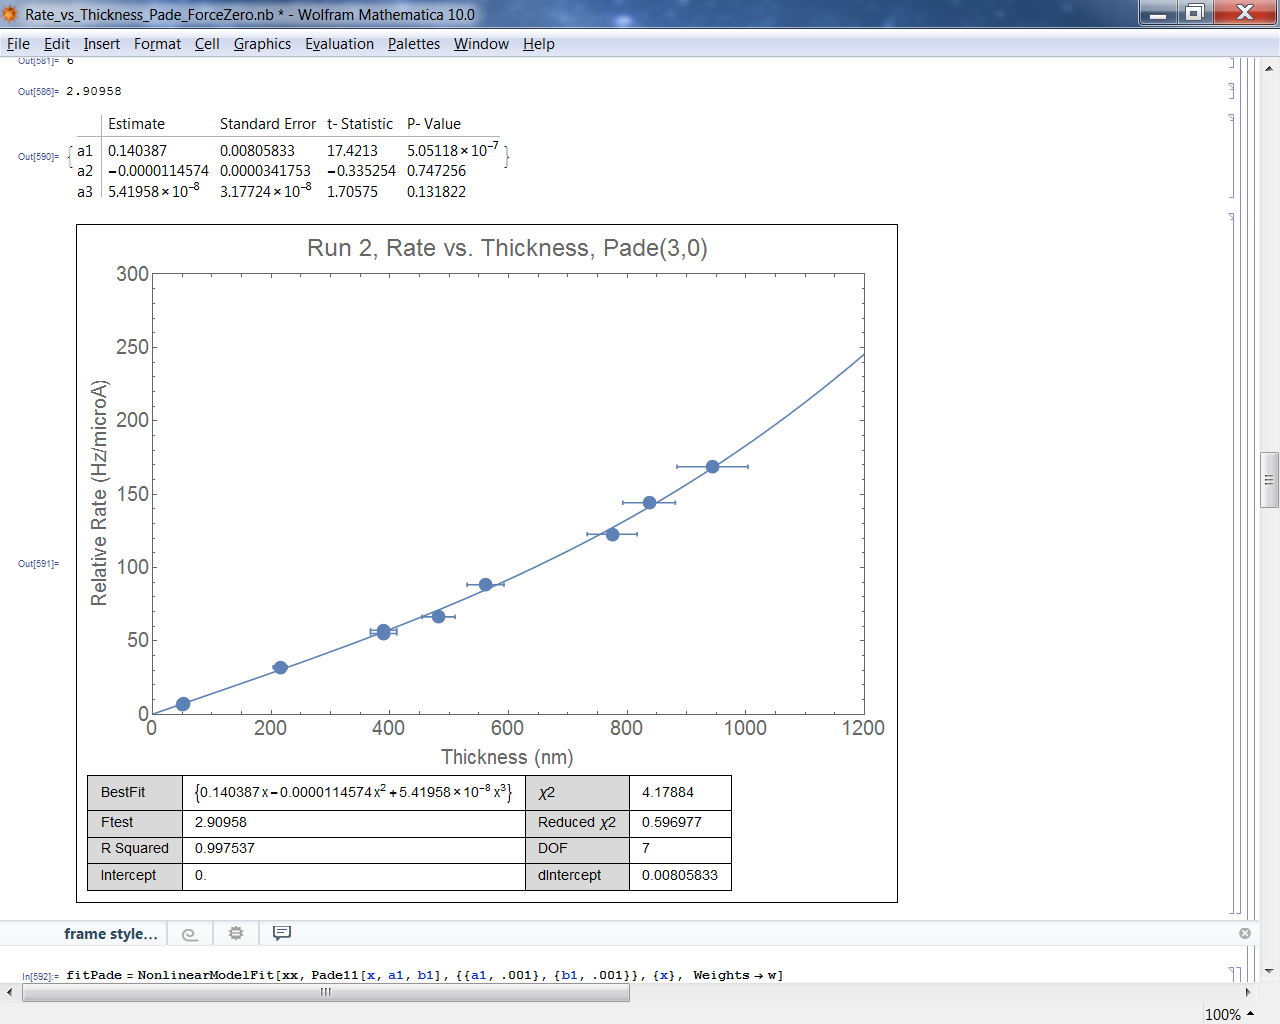 Rate_vs_Thickness_Pade_ForceZero.nb * - Wolfram Mathematica 10.0
File Edit Insert Format Cell Graphics Evaluation Palettes Window Help
Out[581]= 6
Out[586]= 2.90958
Estimate Standard Error t- Statistic P- Value
Out[590]= {
a1 0.140387 0.00805833 17.4213 5.05118×10⁻⁷
a2 −0.0000114574 0.0000341753 −0.335254 0.747256
a3 5.41958×10⁻⁸ 3.17724×10⁻⁸ 1.70575 0.131822
}
Run 2, Rate vs. Thickness, Pade(3,0)
300
250
200
150
100
50
0
Relative Rate (Hz/microA)
Out[591]=
0 200 400 600 800 1000 1200
Thickness (nm)
BestFit {0.140387x−0.0000114574x²+5.41958×10⁻⁸x³} χ2 4.17884
Ftest 2.90958 Reduced χ2 0.596977
R Squared 0.997537 DOF 7
Intercept 0. dIntercept 0.00805833
frame style...
In[592]:= fitPade = NonlinearModelFit[xx, Pade11[x, a1, b1], {{a1, .001}, {b1, .001}}, {x}, Weights → w]
100%